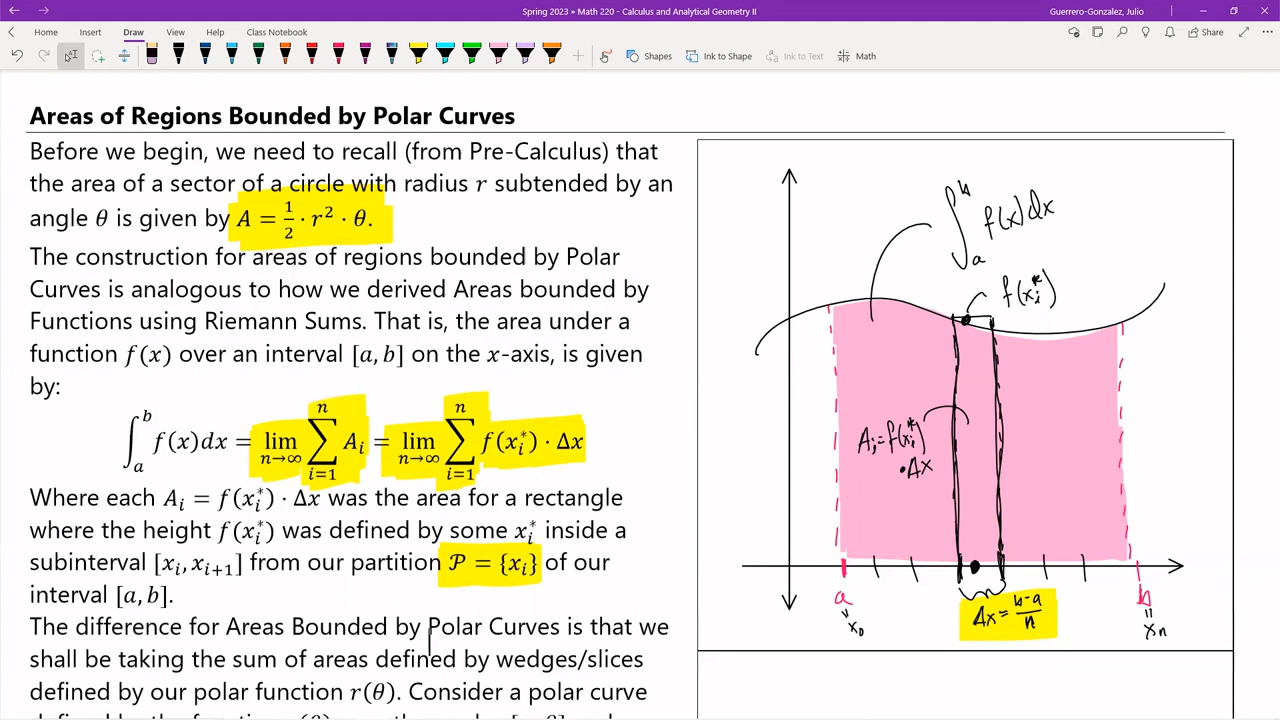 Spring 2023 » Math 220 - Calculus and Analytical Geometry II
Guerrero-Gonzalez, Julio
Home Insert Draw View Help Class Notebook
Share
Shapes Ink to Shape Ink to Text Math
Areas of Regions Bounded by Polar Curves
Before we begin, we need to recall (from Pre-Calculus) that
the area of a sector of a circle with radius r subtended by an
angle θ is given by A = 1/2 · r² · θ.
The construction for areas of regions bounded by Polar
Curves is analogous to how we derived Areas bounded by
Functions using Riemann Sums. That is, the area under a
function f(x) over an interval [a, b] on the x-axis, is given
by:
∫_a^b f(x)dx = lim_{n→∞} ∑_{i=1}^n A_i = lim_{n→∞} ∑_{i=1}^n f(x_i^*) · Δx
Where each A_i = f(x_i^*) · Δx was the area for a rectangle
where the height f(x_i^*) was defined by some x_i^* inside a
subinterval [x_i, x_{i+1}] from our partition 𝒫 = {x_i} of our
interval [a, b].
The difference for Areas Bounded by Polar Curves is that we
shall be taking the sum of areas defined by wedges/slices
defined by our polar function r(θ). Consider a polar curve
∫_a^b f(x)dx
f(x_i^*)
A_i = f(x_i^*)
· Δx
a
b
x_0
Δx = b-a/n
x_n